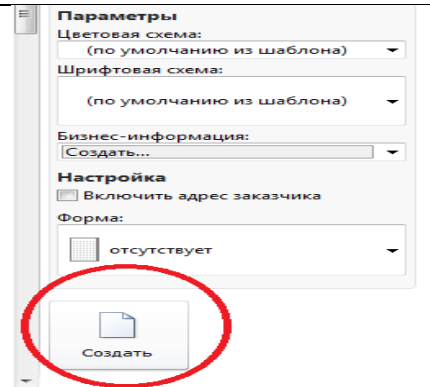 Параметры
Цветовая схема:
(по умолчанию из шаблона)
Шрифтовая схема:
(по умолчанию из шаблона)
Бизнес-информация:
Создать...
Настройка
Включить адрес заказчика
Форма:
отсутствует
Создать